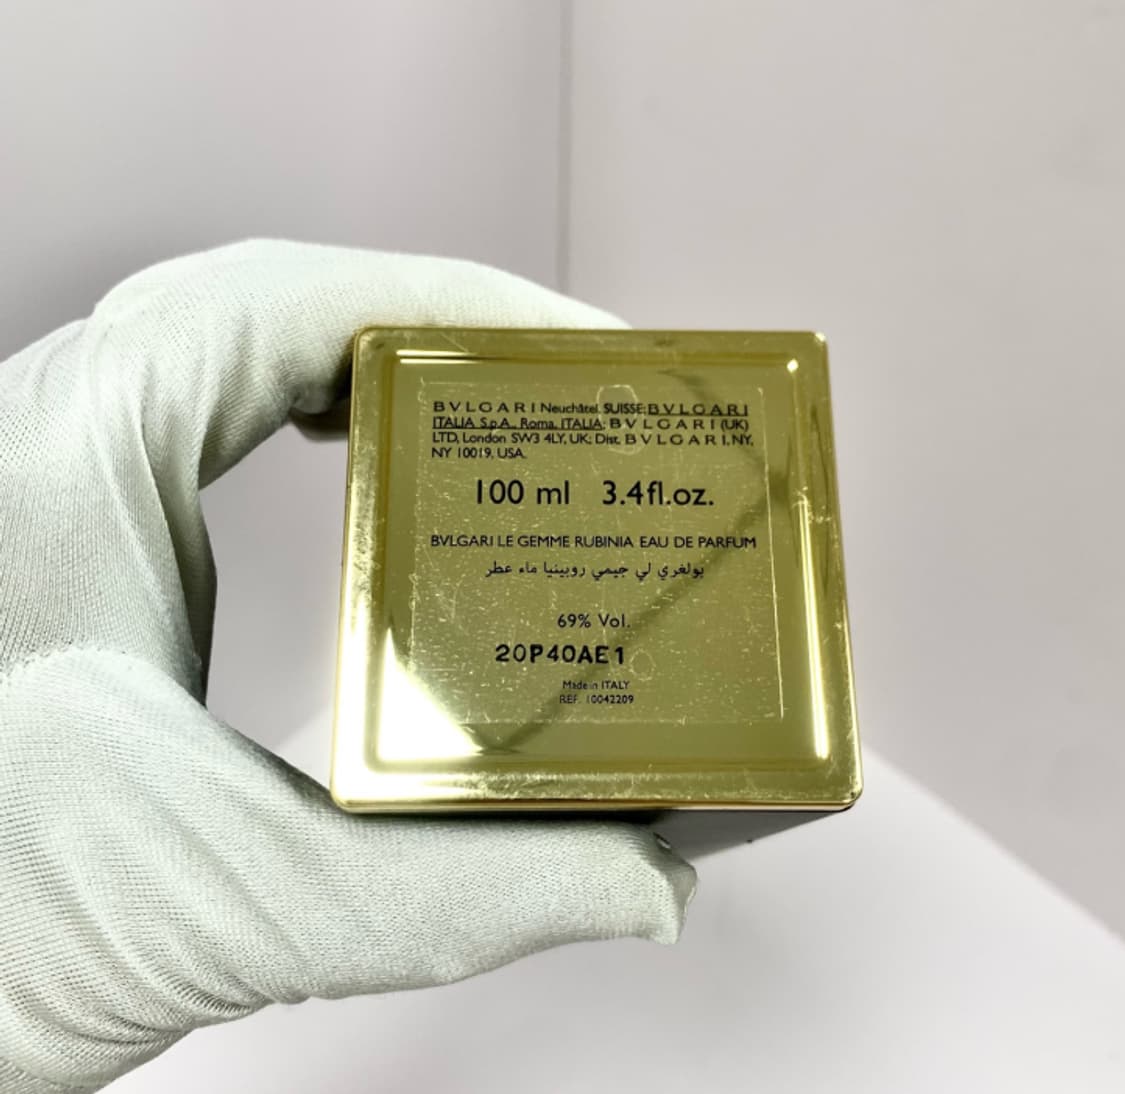 BVLGARI Neuchâtel. SUISSE; BVLGARI
ITALIA S.p.A., Roma, ITALIA; BVLGARI (UK)
LTD, London SW3 4LY, UK; Dist. BVLGARI, NY,
NY 10019, USA.
100 ml 3.4fl.oz.
BVLGARI LE GEMME RUBINIA EAU DE PARFUM
بولغري لي جيمي روبينيا ماء عطر
69% Vol.
20P40AE1
Made in ITALY
REF. 10042209